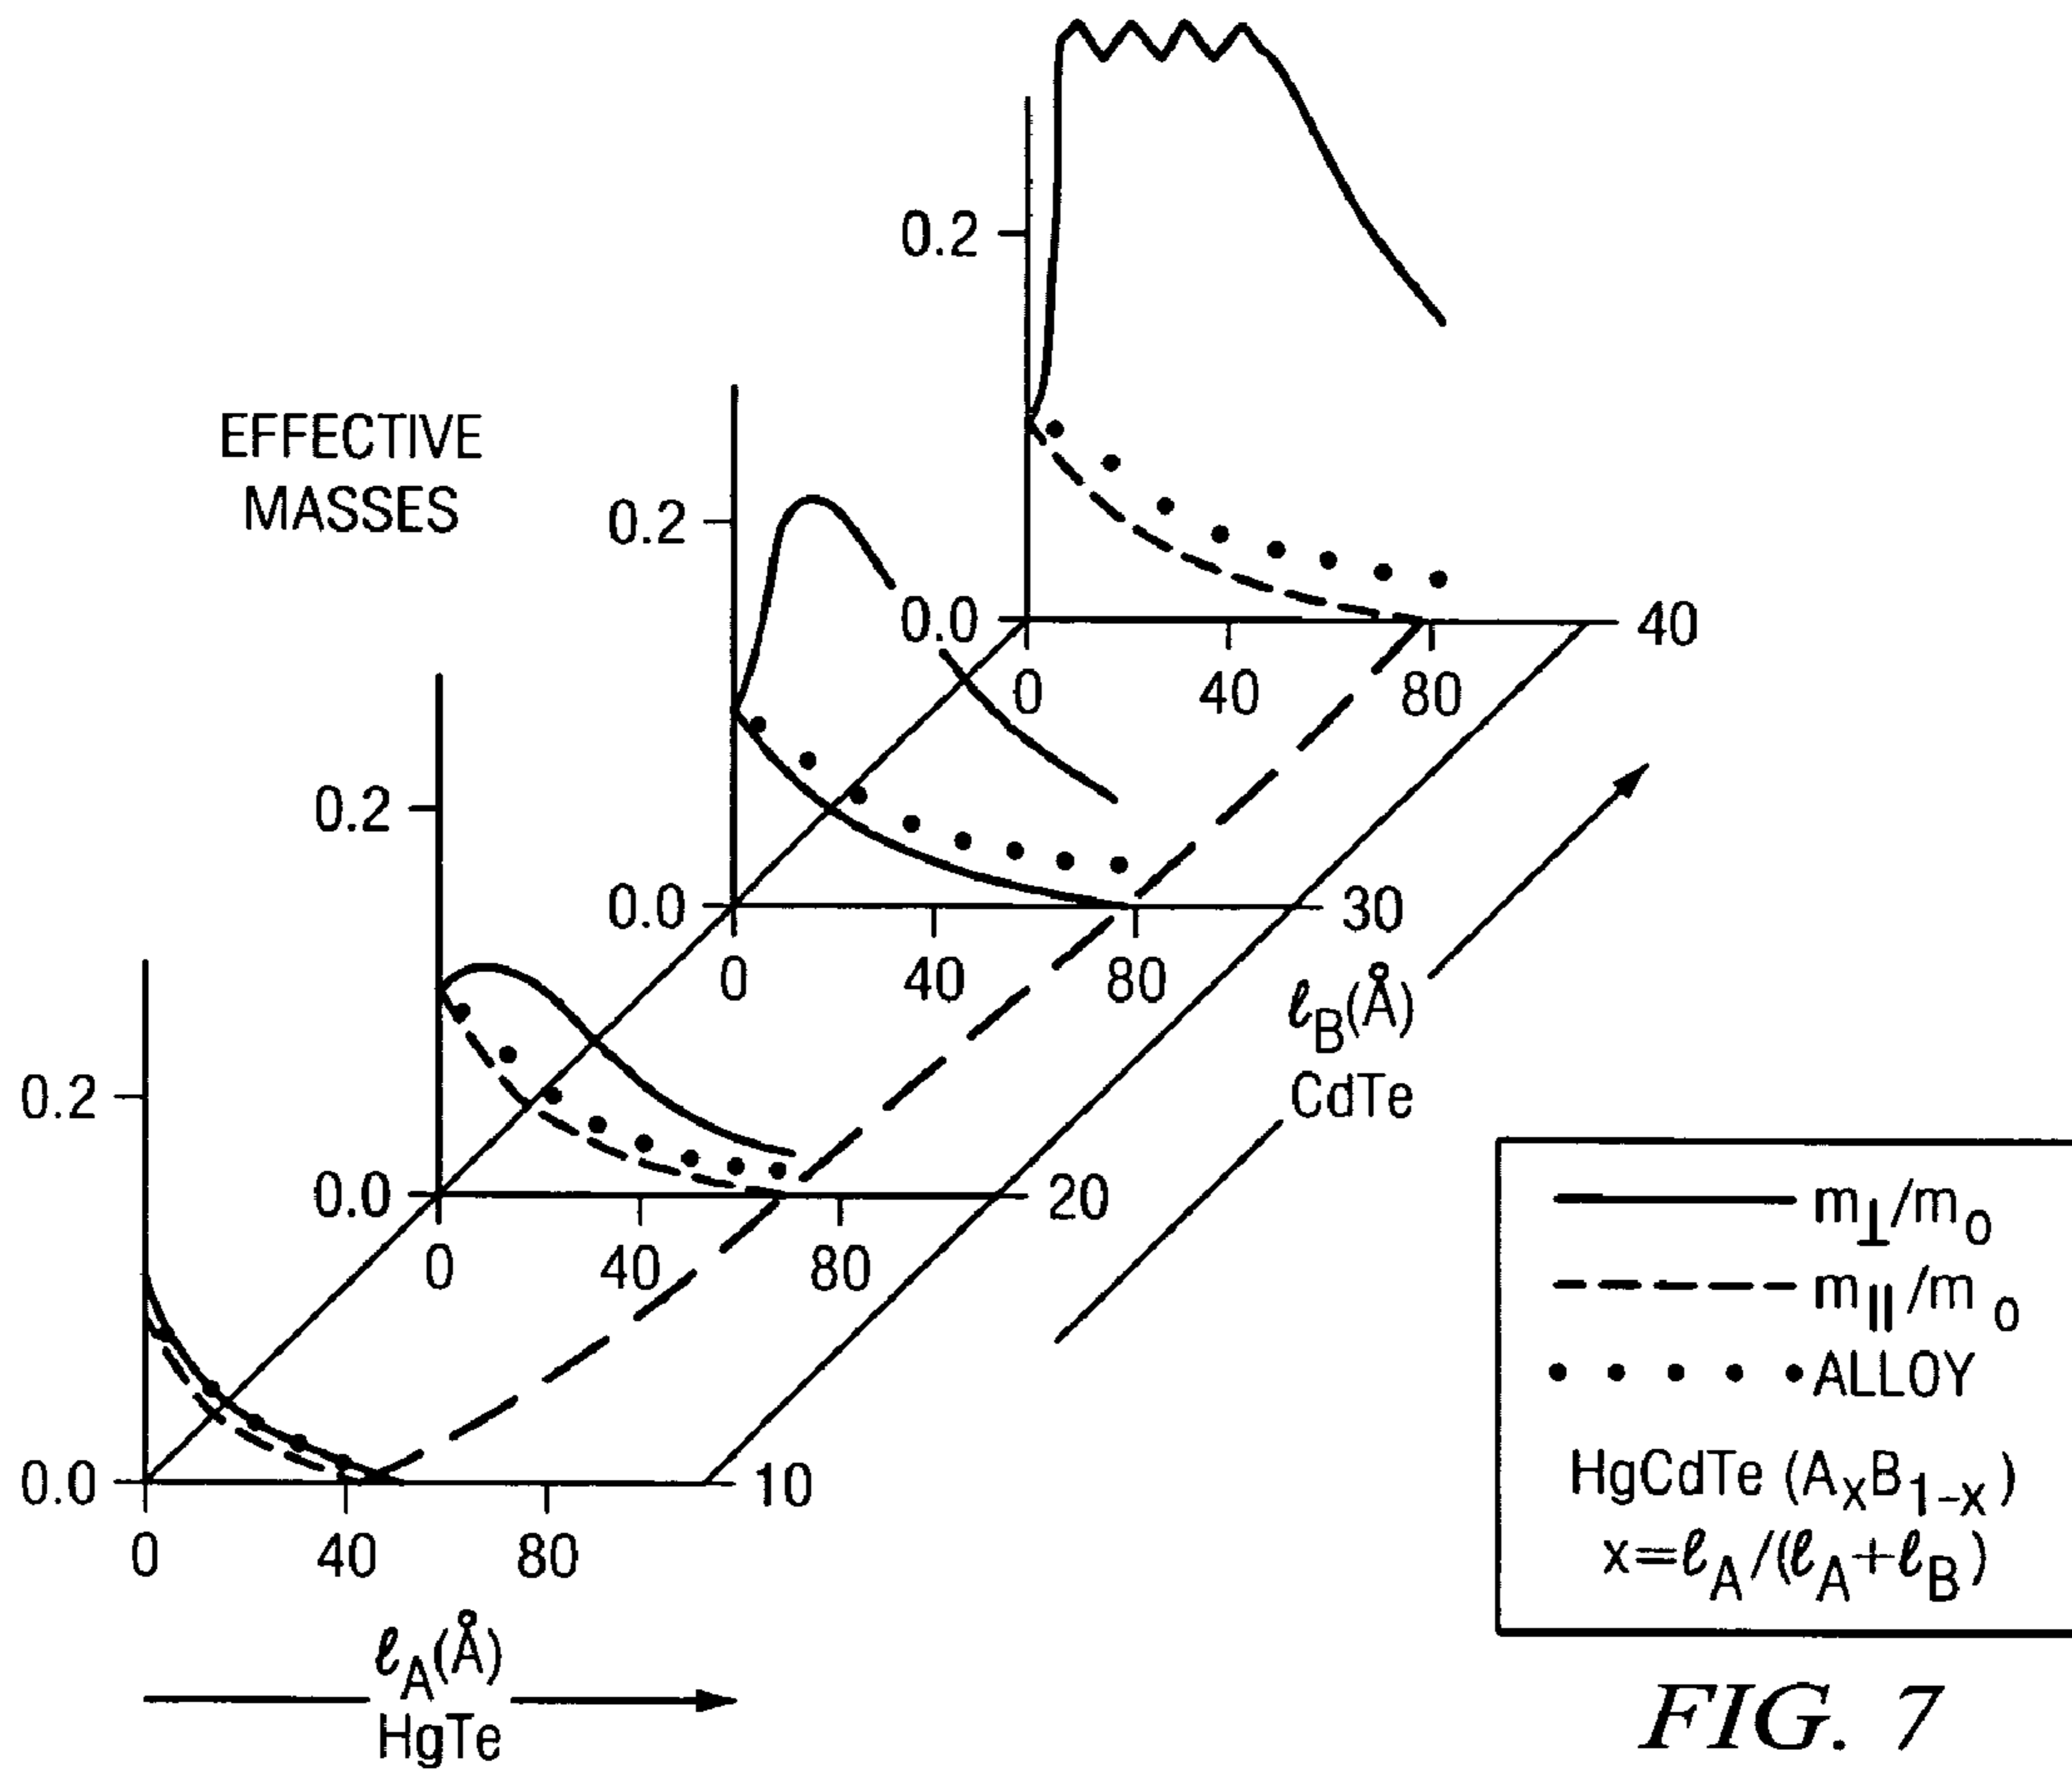 0.2
0.0
0 40 80
40
EFFECTIVE
MASSES
0.2
0.0
0 40 80
30
0.2
0.0
0 40 80
20
0.2
0.0
0 40 80
10
ℓB(Å)
CdTe
ℓA(Å)
HgTe
m⊥/mo
m||/mo
ALLOY
HgCdTe (AxB1-x)
x=ℓA/(ℓA+ℓB)
FIG. 7